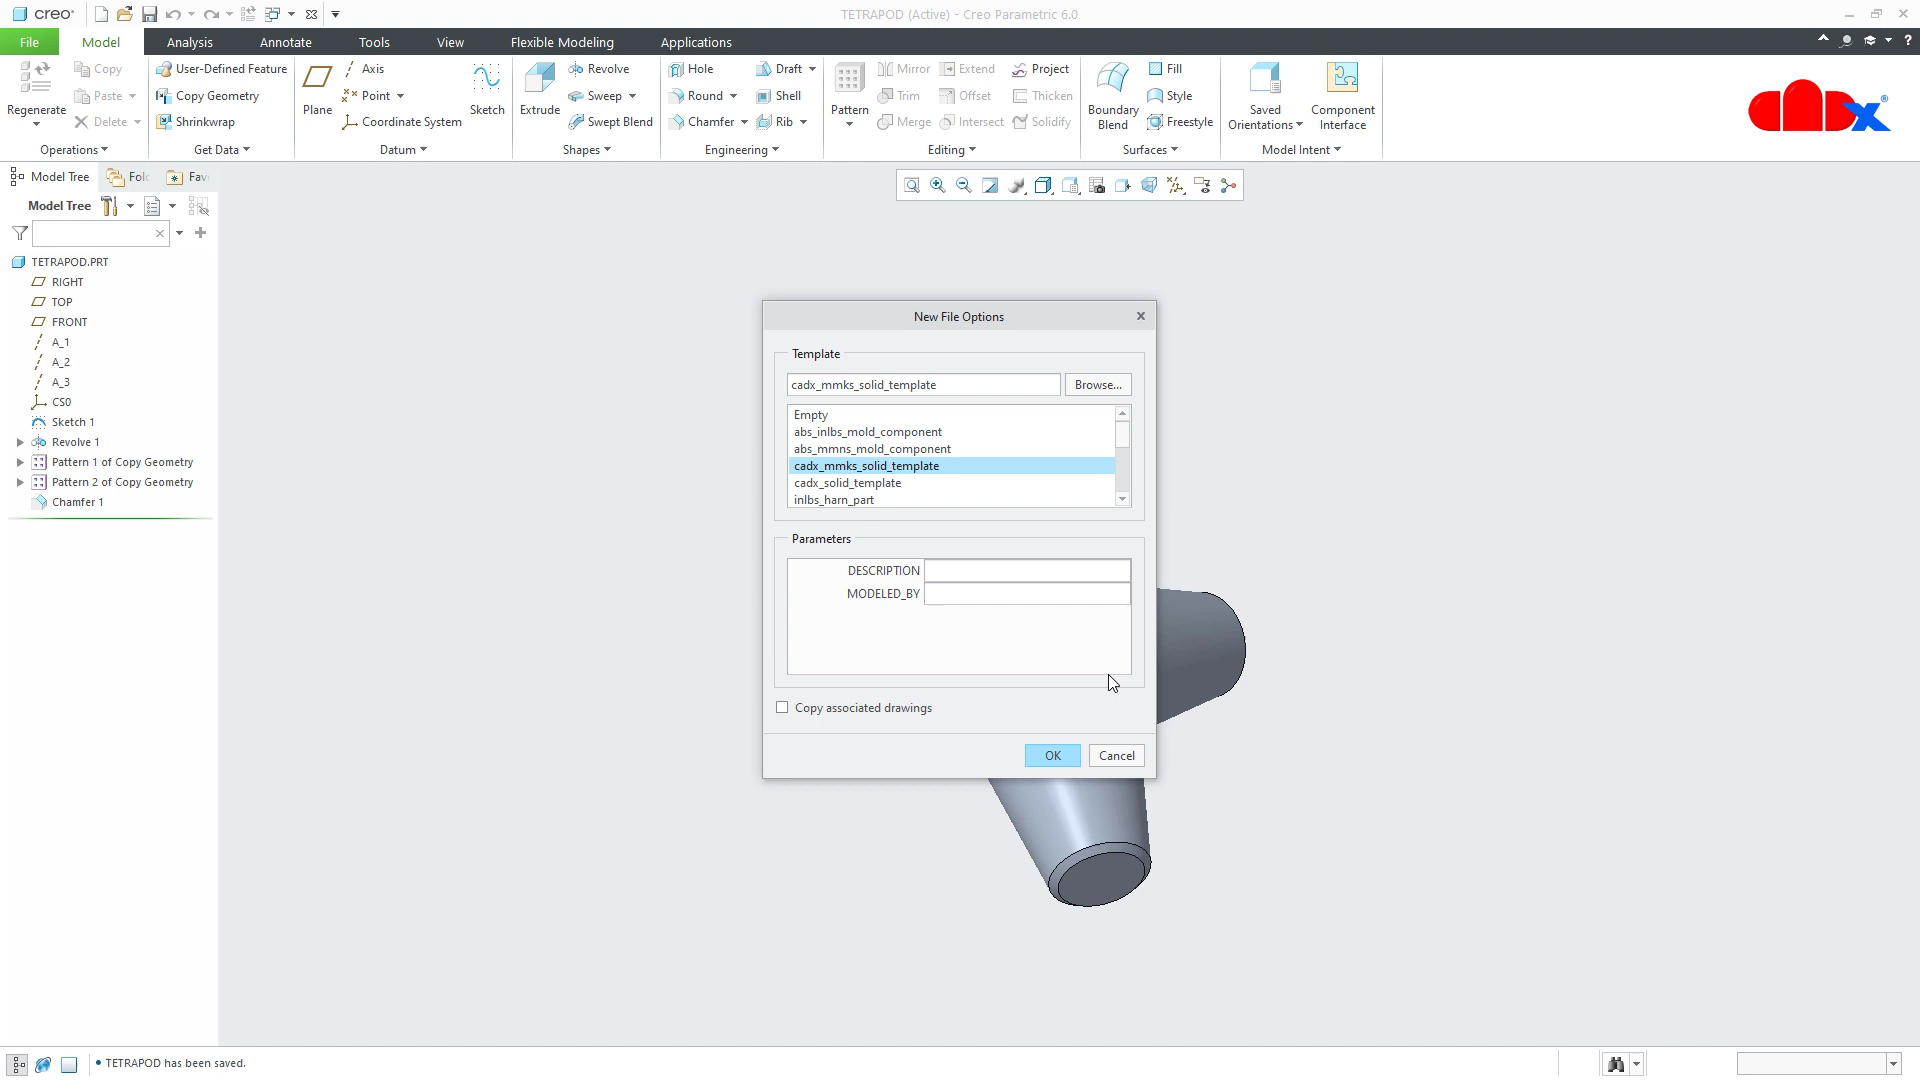 creo®
TETRAPOD (Active) - Creo Parametric 6.0
File Model Analysis Annotate Tools View Flexible Modeling Applications
Regenerate
Copy
Paste
Delete
Operations
User-Defined Feature
Copy Geometry
Shrinkwrap
Get Data
Plane
Axis
Point
Coordinate System
Sketch
Datum
Extrude
Revolve
Sweep
Swept Blend
Shapes
Hole
Round
Chamfer
Draft
Shell
Rib
Engineering
Pattern
Mirror
Trim
Merge
Extend
Offset
Intersect
Project
Thicken
Solidify
Editing
Boundary
Blend
Fill
Style
Freestyle
Surfaces
Saved
Orientations
Component
Interface
Model Intent
CADX®
Model Tree Fol Fav
Model Tree
TETRAPOD.PRT
RIGHT
TOP
FRONT
A_1
A_2
A_3
CS0
Sketch 1
Revolve 1
Pattern 1 of Copy Geometry
Pattern 2 of Copy Geometry
Chamfer 1
New File Options
Template
cadx_mmks_solid_template Browse...
Empty
abs_inlbs_mold_component
abs_mmns_mold_component
cadx_mmks_solid_template
cadx_solid_template
inlbs_harn_part
Parameters
DESCRIPTION
MODELED_BY
Copy associated drawings
OK Cancel
• TETRAPOD has been saved.